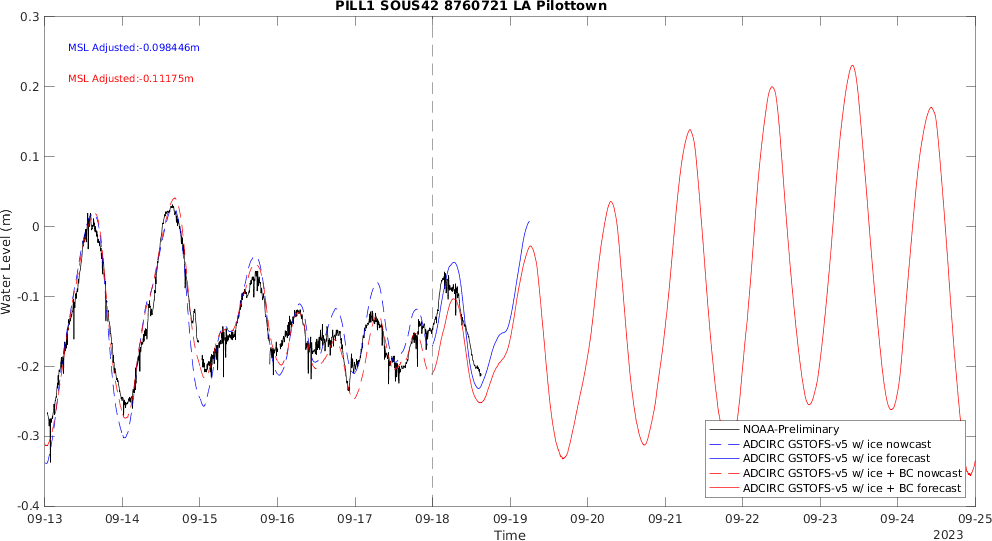 PILL1 SOUS42 8760721 LA Pilottown
MSL Adjusted:-0.098446m
MSL Adjusted:-0.11175m
Water Level (m)
0.3
0.2
0.1
0
-0.1
-0.2
-0.3
-0.4
NOAA-Preliminary
ADCIRC GSTOFS-v5 w/ ice nowcast
ADCIRC GSTOFS-v5 w/ ice forecast
ADCIRC GSTOFS-v5 w/ ice + BC nowcast
ADCIRC GSTOFS-v5 w/ ice + BC forecast
09-13 09-14 09-15 09-16 09-17 09-18 09-19 09-20 09-21 09-22 09-23 09-24 09-25
Time
2023